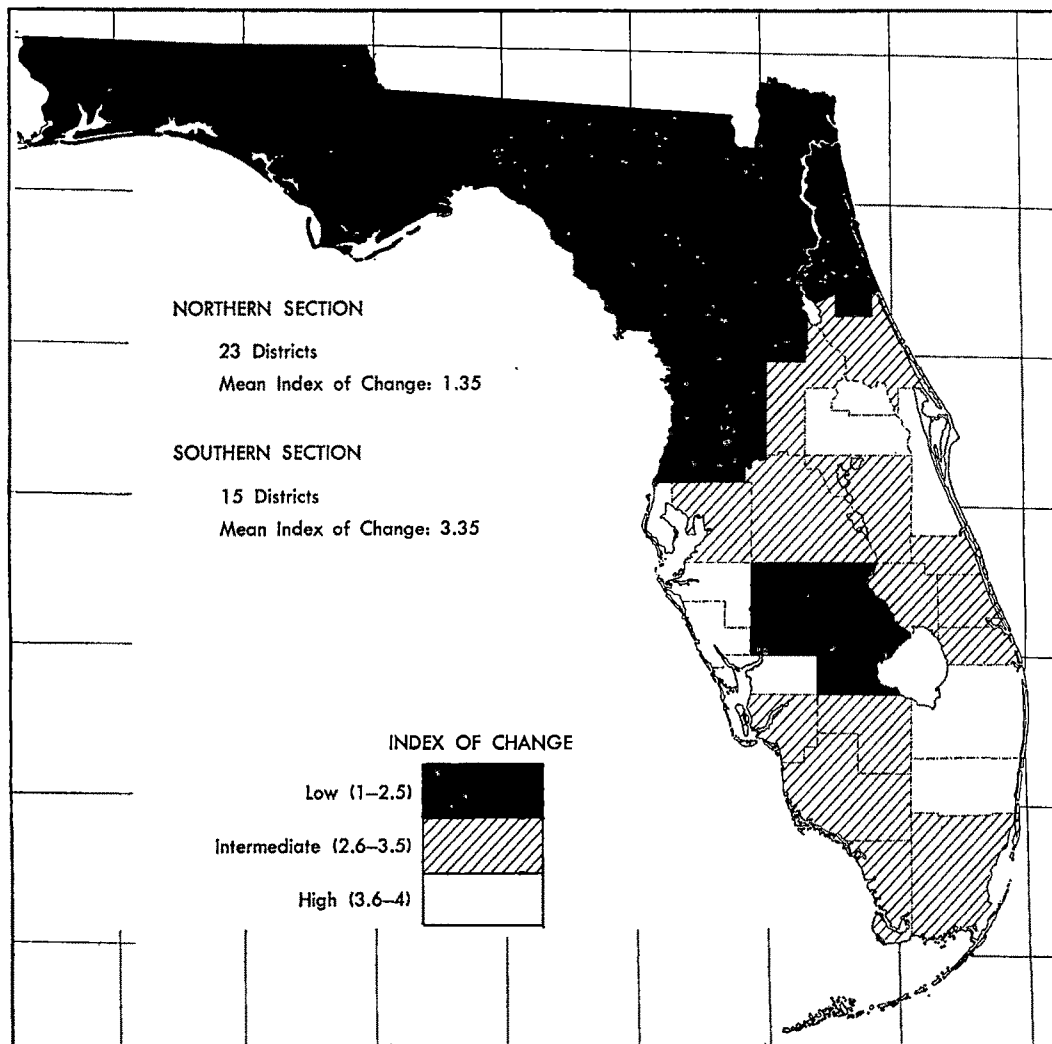 NORTHERN SECTION
23 Districts
Mean Index of Change: 1.35
SOUTHERN SECTION
15 Districts
Mean Index of Change: 3.35
INDEX OF CHANGE
Low (1–2.5)
Intermediate (2.6–3.5)
High (3.6–4)